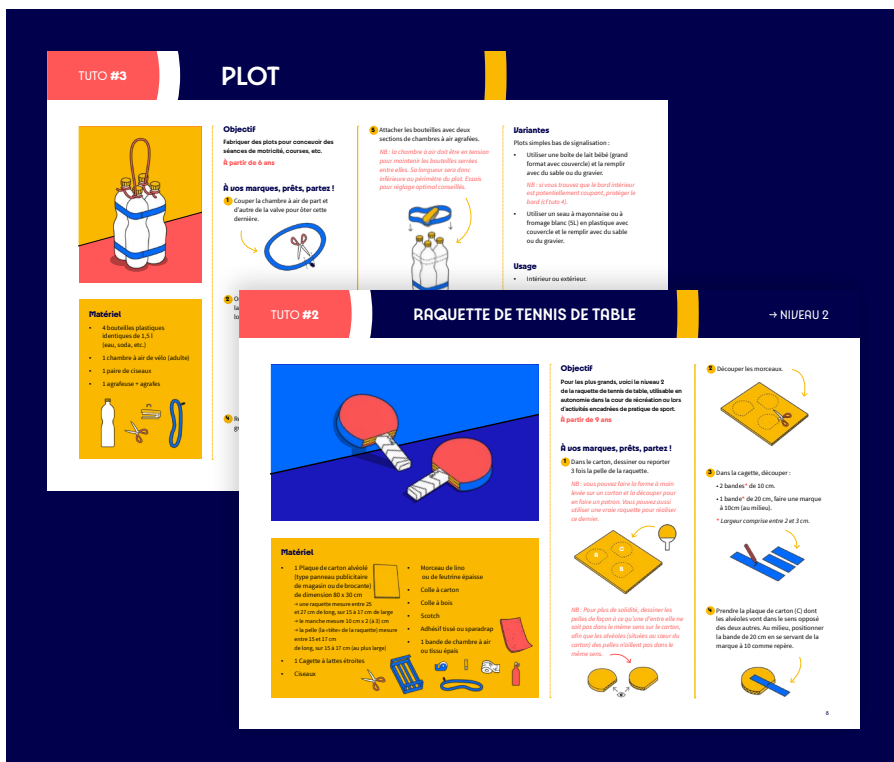 TUTO #3
PLOT
Objectif
Fabriquer des plots pour concevoir des
séances de motricité, courses, etc.
À partir de 6 ans
À vos marques, prêts, partez !
1 Couper la chambre à air de part et
d'autre de la valve pour ôter cette
dernière.
2
4
5 Attacher les bouteilles avec deux
sections de chambres à air agrafées.
NB : la chambre à air doit être en tension
pour maintenir les bouteilles serrées
entre elles. Sa longueur sera donc
inférieure au périmètre du plot. Essais
pour réglage optimal conseillés.
Variantes
Plots simples bas de signalisation :
• Utiliser une boîte de lait bébé (grand
format avec couvercle) et la remplir
avec du sable ou du gravier.
NB : si vous trouvez que le bord intérieur
est potentiellement coupant, protéger le
bord (cf tuto 4).
• Utiliser un seau à mayonnaise ou à
fromage blanc (5L) en plastique avec
couvercle et le remplir avec du sable
ou du gravier.
Usage
• Intérieur ou extérieur.
Matériel
• 4 bouteilles plastiques
identiques de 1,5 l
(eau, soda, etc.)
• 1 chambre à air de vélo (adulte)
• 1 paire de ciseaux
• 1 agrafeuse + agrafes
TUTO #2
RAQUETTE DE TENNIS DE TABLE
→ NIVEAU 2
Objectif
Pour les plus grands, voici le niveau 2
de la raquette de tennis de table, utilisable en
autonomie dans la cour de récréation ou lors
d'activités encadrées de pratique de sport.
À partir de 9 ans
À vos marques, prêts, partez !
1 Dans le carton, dessiner ou reporter
3 fois la pelle de la raquette.
NB : vous pouvez faire la forme à main
levée sur un carton et la découper pour
en faire un patron. Vous pouvez aussi
utiliser une vraie raquette pour réaliser
ce dernier.
A
C
B
NB : Pour plus de solidité, dessiner les
pelles de façon à ce qu'une d'entre elle ne
soit pas dans le même sens sur le carton,
afin que les alvéoles (situées au cœur du
carton) des pelles n'aillent pas dans le
même sens.
2 Découper les morceaux.
3 Dans la cagette, découper :
• 2 bandes* de 10 cm.
• 1 bande* de 20 cm, faire une marque
à 10cm (au milieu).
* Largeur comprise entre 2 et 3 cm.
4 Prendre la plaque de carton (C) dont
les alvéoles vont dans le sens opposé
des deux autres. Au milieu, positionner
la bande de 20 cm en se servant de la
marque à 10 comme repère.
Matériel
• 1 Plaque de carton alvéolé
(type panneau publicitaire
de magasin ou de brocante)
de dimension 80 x 30 cm
→ une raquette mesure entre 25
et 27 cm de long, sur 15 à 17 cm de large
→ le manche mesure 10 cm x 2 (à 3) cm
→ la pelle (la «tête» de la raquette) mesure
entre 15 et 17 cm
de long, sur 15 à 17 cm (au plus large)
• 1 Cagette à lattes étroites
• Ciseaux
• Morceau de lino
ou de feutrine épaisse
• Colle à carton
• Colle à bois
• Scotch
• Adhésif tissé ou sparadrap
• 1 bande de chambre à air
ou tissu épais
6